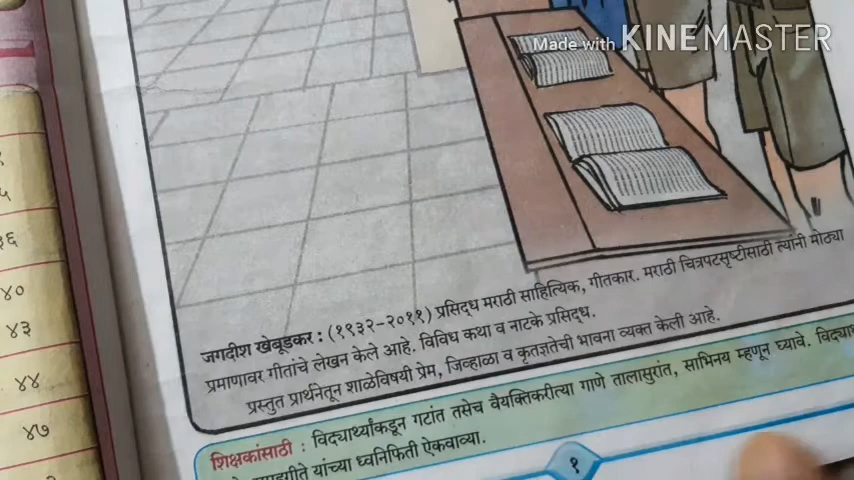 Made with KINEMASTER
५
३६
४०
४३
४४
४७
जगदीश खेबूडकर : (१९३२-२०११) प्रसिद्ध मराठी साहित्यिक, गीतकार. मराठी चित्रपटसृष्टीसाठी त्यांनी मोठ्या
प्रमाणावर गीतांचे लेखन केले आहे. विविध कथा व नाटके प्रसिद्ध.
प्रस्तुत प्रार्थनेतून शाळेविषयी प्रेम, जिव्हाळा व कृतज्ञतेची भावना व्यक्त केली आहे.
शिक्षकांसाठी : विद्यार्थ्यांकडून गटांत तसेच वैयक्तिकरीत्या गाणे तालासुरांत, साभिनय म्हणून घ्यावे.
यांच्या ध्वनिफिती ऐकवाव्या.
१